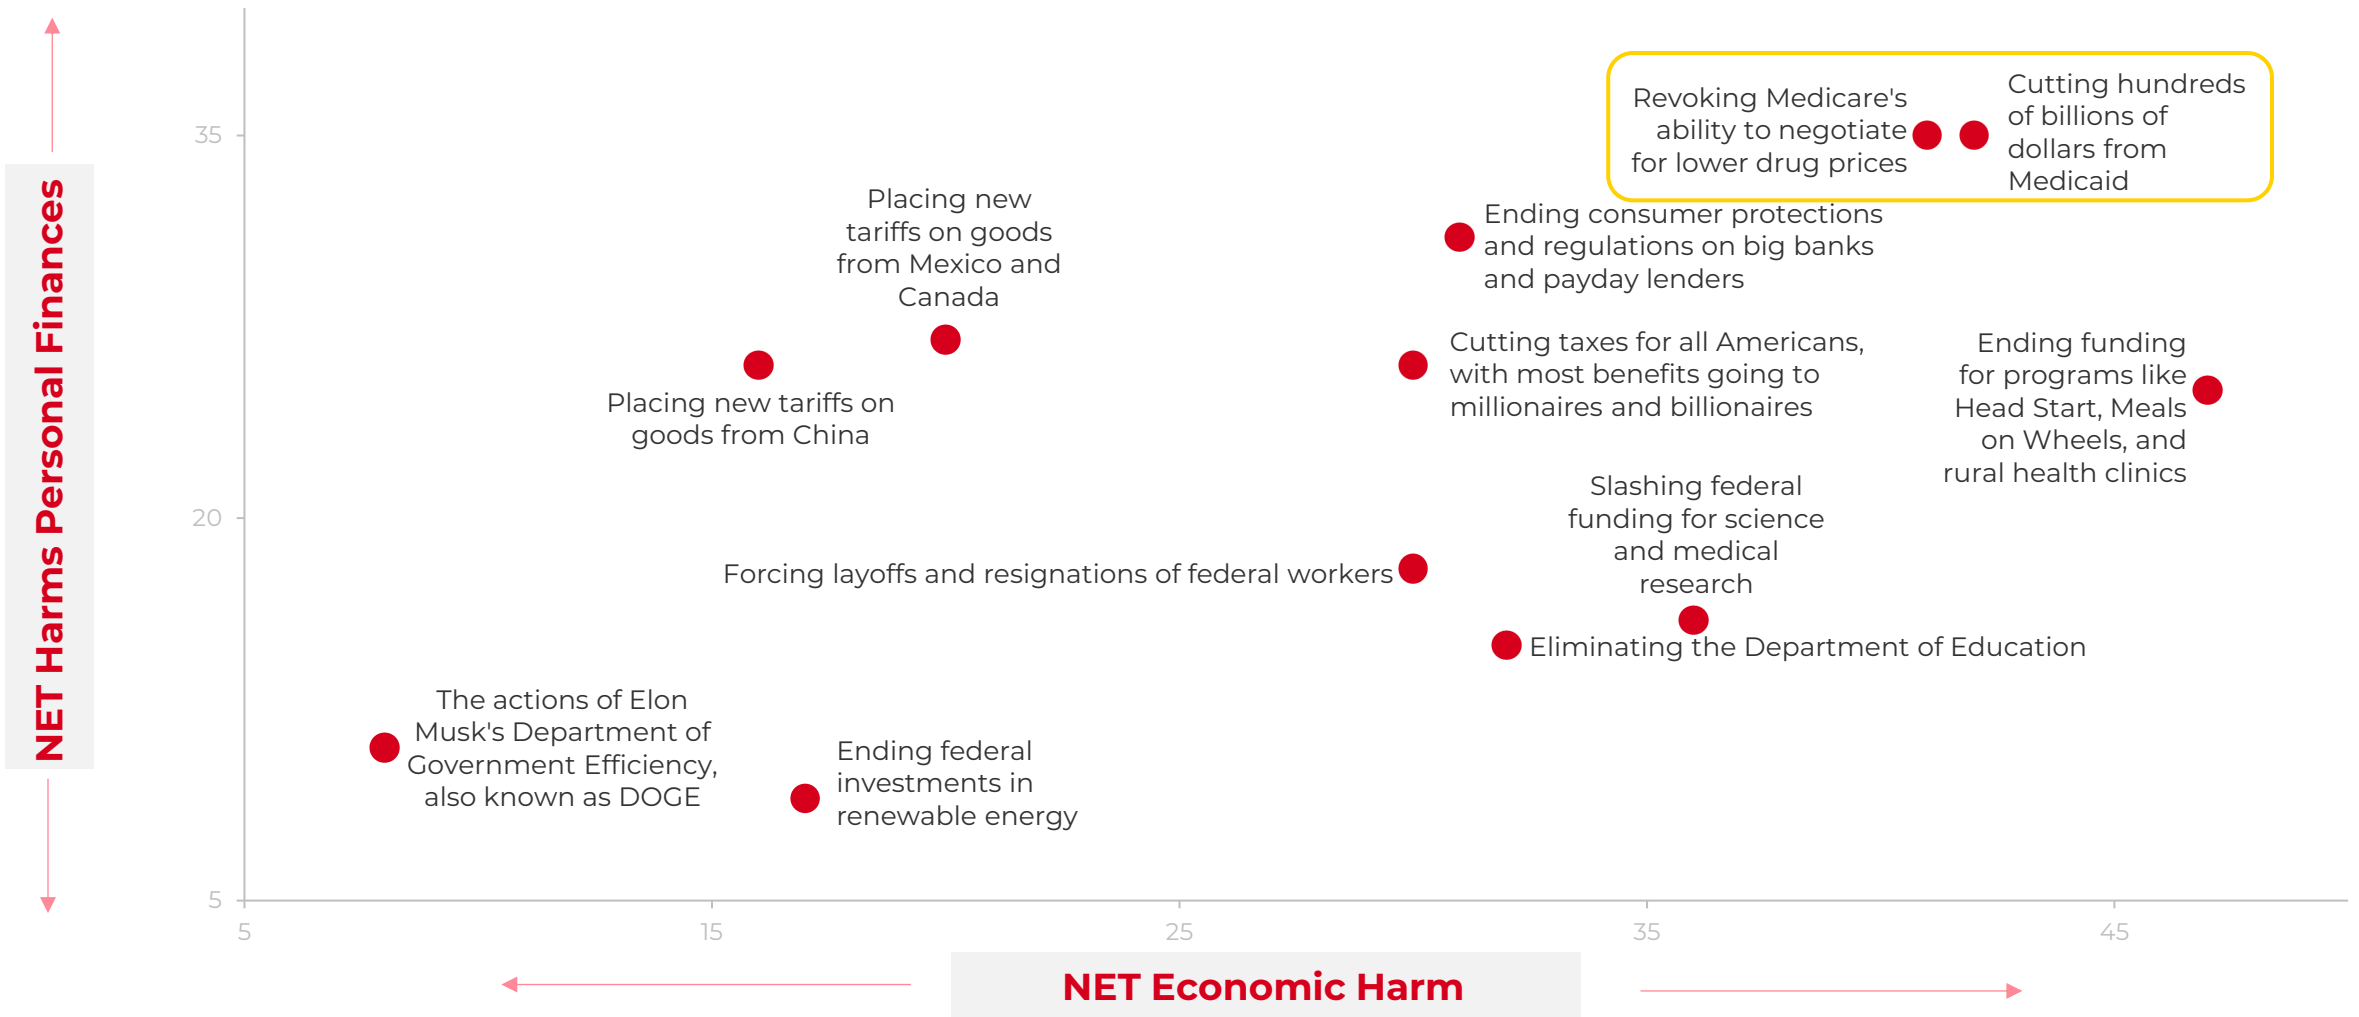 NET Harms Personal Finances
35
20
5
Revoking Medicare's
ability to negotiate
for lower drug prices
Cutting hundreds
of billions of
dollars from
Medicaid
Placing new
tariffs on goods
from Mexico and
Canada
Ending consumer protections
and regulations on big banks
and payday lenders
Placing new tariffs on
goods from China
Cutting taxes for all Americans,
with most benefits going to
millionaires and billionaires
Ending funding
for programs like
Head Start, Meals
on Wheels, and
rural health clinics
Slashing federal
funding for science
and medical
research
Forcing layoffs and resignations of federal workers
Eliminating the Department of Education
The actions of Elon
Musk's Department of
Government Efficiency,
also known as DOGE
Ending federal
investments in
renewable energy
5
15
25
35
45
NET Economic Harm